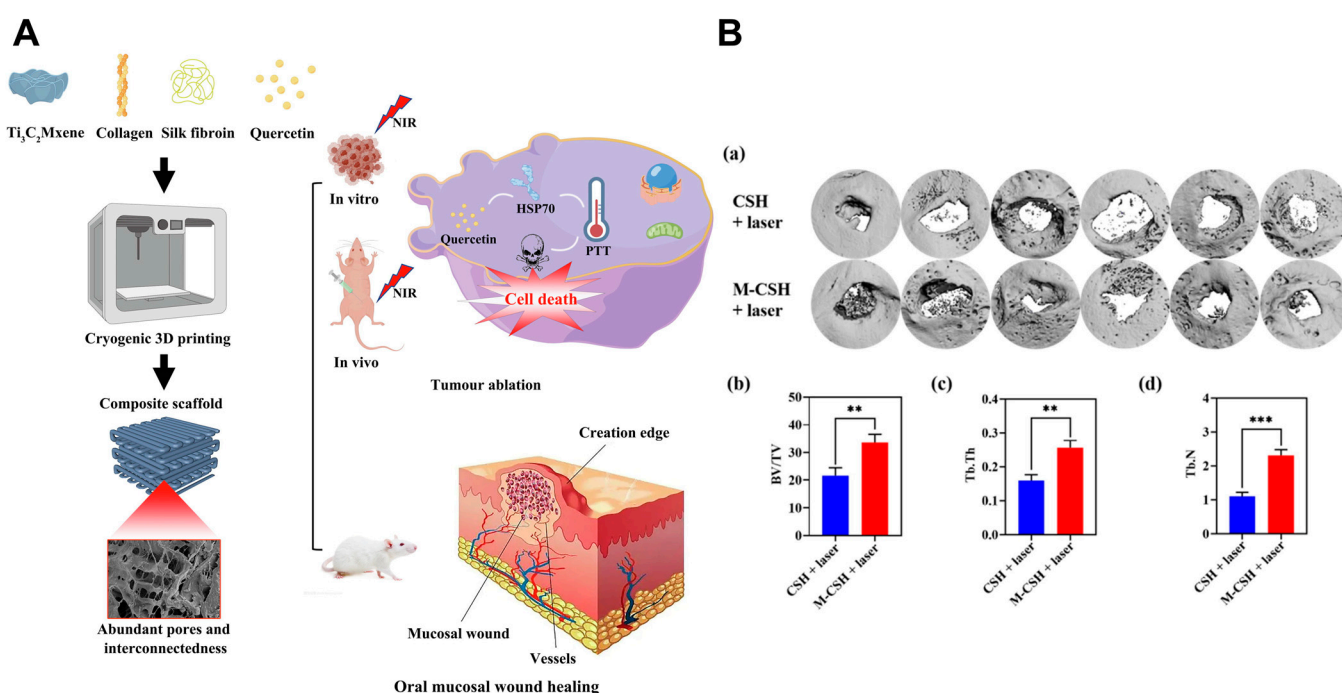 A
Ti₃C₂Mxene
Collagen
Silk fibroin
Quercetin
Cryogenic 3D printing
Composite scaffold
Abundant pores and
interconnectedness
NIR
In vitro
NIR
In vivo
HSP70
Quercetin
PTT
Cell death
Tumour ablation
Creation edge
Mucosal wound
Vessels
Oral mucosal wound healing
B
(a)
CSH
+ laser
M-CSH
+ laser
(b)
BV/TV
50
40
30
20
10
0
**
CSH + laser
M-CSH + laser
(c)
Tb.Th
0.4
0.3
0.2
0.1
0.0
**
CSH + laser
M-CSH + laser
(d)
Tb.N
4
3
2
1
0
***
CSH + laser
M-CSH + laser